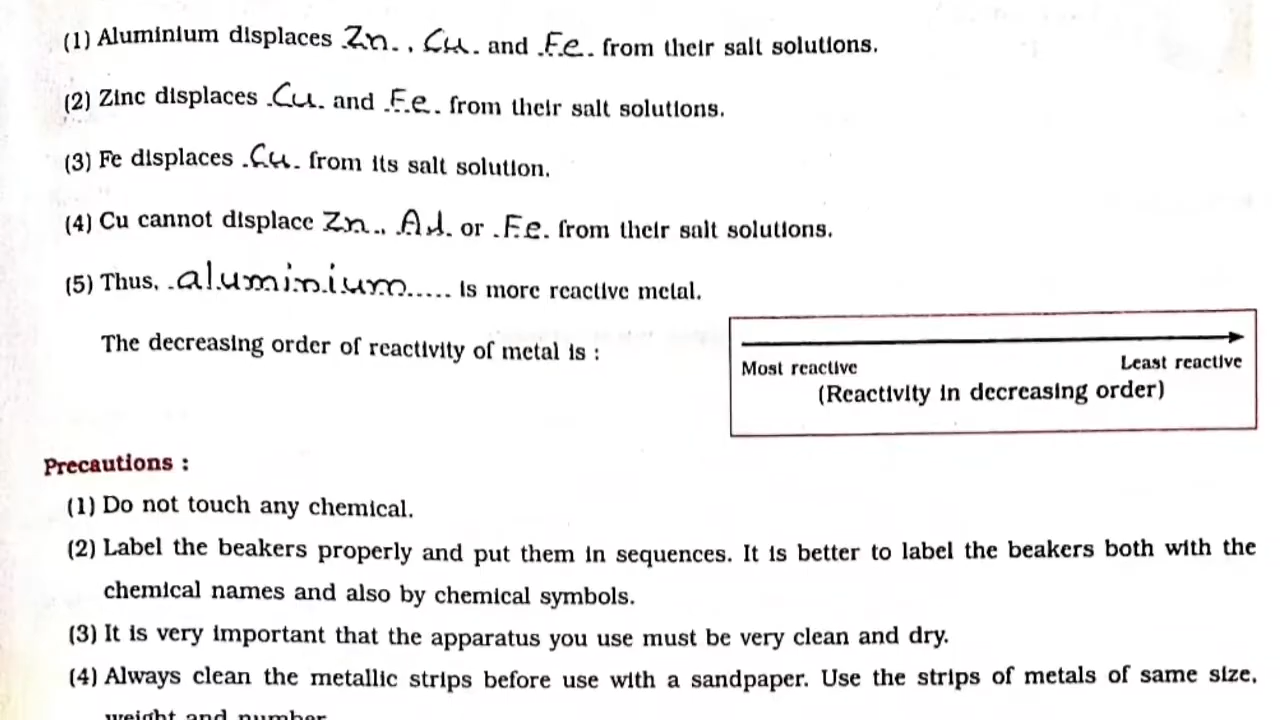 (1) Aluminium displaces Zn. , Cu. and Fe. from their salt solutions.
(2) Zinc displaces Cu. and Fe. from their salt solutions.
(3) Fe displaces Cu. from its salt solution.
(4) Cu cannot displace Zn., Al. or Fe. from their salt solutions.
(5) Thus, aluminium..... is more reactive metal.
The decreasing order of reactivity of metal is :
Most reactive Least reactive
(Reactivity in decreasing order)
Precautions :
(1) Do not touch any chemical.
(2) Label the beakers properly and put them in sequences. It is better to label the beakers both with the
chemical names and also by chemical symbols.
(3) It is very important that the apparatus you use must be very clean and dry.
(4) Always clean the metallic strips before use with a sandpaper. Use the strips of metals of same size,
weight and number